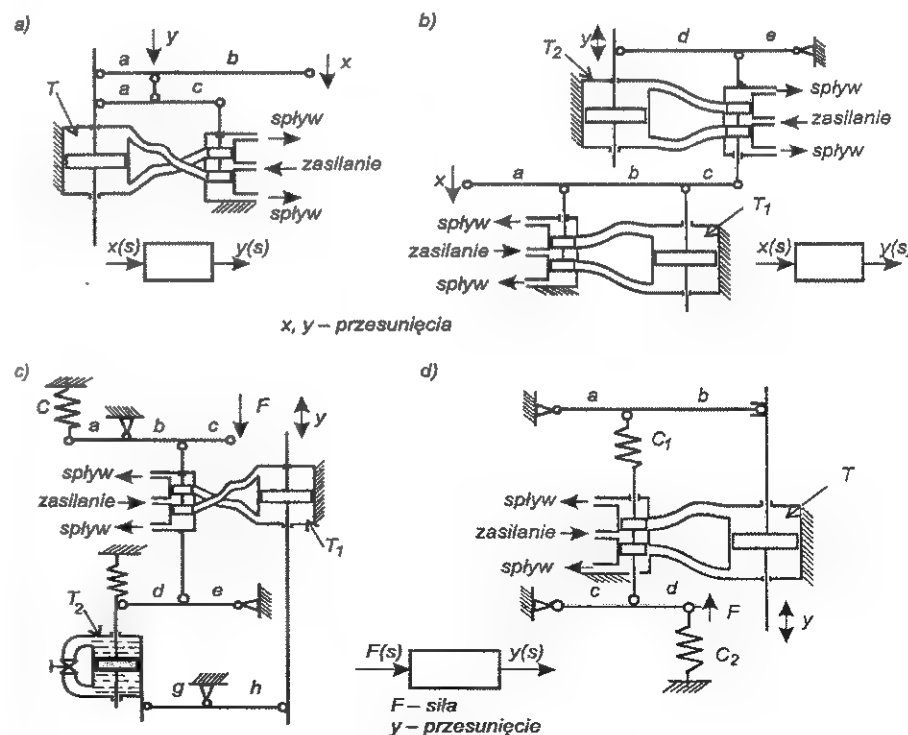 a)
y
a b
x
a c
T
spływ
zasilanie
spływ
x(s) y(s)
b)
T2 y
d e
spływ
zasilanie
spływ
x
a b c
spływ
T1
zasilanie
spływ
x(s) y(s)
x, y – przesunięcia
c)
C
F
y
a b c
spływ
zasilanie
spływ
T1
d e
T2
g h
d)
a b
C1
T
spływ
zasilanie
spływ
c d
F
y
C2
F(s) y(s)
F – siła
y – przesunięcie